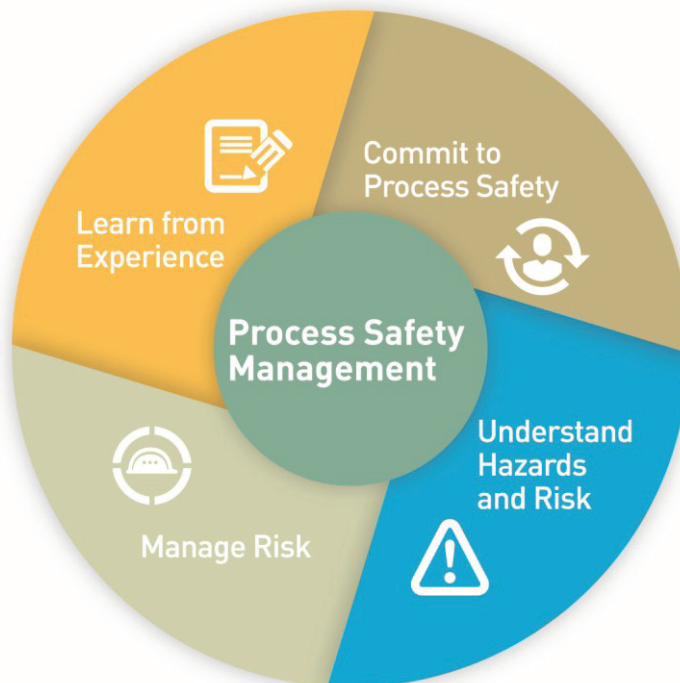 Commit to
Process Safety
Learn from
Experience
Process Safety
Management
Understand
Hazards
and Risk
Manage Risk